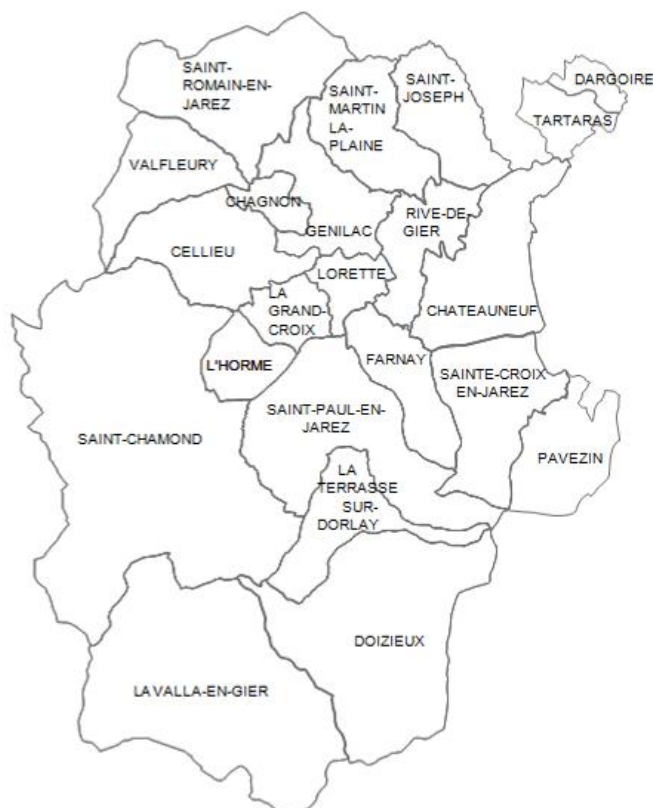 SAINT-
ROMAIN-EN-
JAREZ
SAINT-
MARTIN
LA-
PLAINE
SAINT-
JOSEPH
DARGOIRE
TARTARAS
VALFLEURY
CHAGNON
GENILAC
RIVE-DE-
GIER
CELLIEU
LORETTE
LA
GRAND-
CROIX
CHATEAUNEUF
L'HORME
FARNAY
SAINTE-CROIX
EN-JAREZ
SAINT-PAUL-EN-
JAREZ
SAINT-CHAMOND
PAVEZIN
LA
TERRASSE
SUR-
DORLAY
DOIZIEUX
LA VALLA-EN-GIER